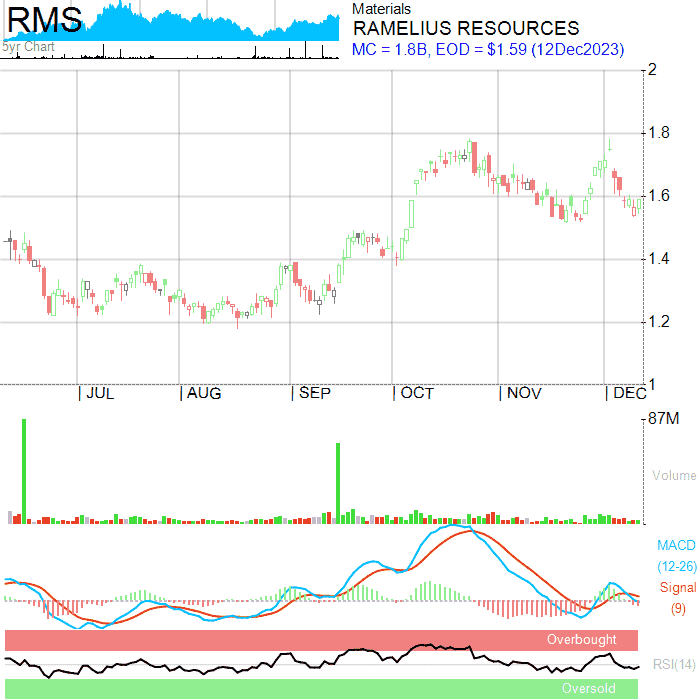 RMS
5yr Chart
Materials
RAMELIUS RESOURCES
MC = 1.8B, EOD = $1.59 (12Dec2023)
2
1.8
1.6
1.4
1.2
1
JUL
AUG
SEP
OCT
NOV
DEC
87M
Volume
MACD
(12-26)
Signal
(9)
Overbought
RSI(14)
Oversold